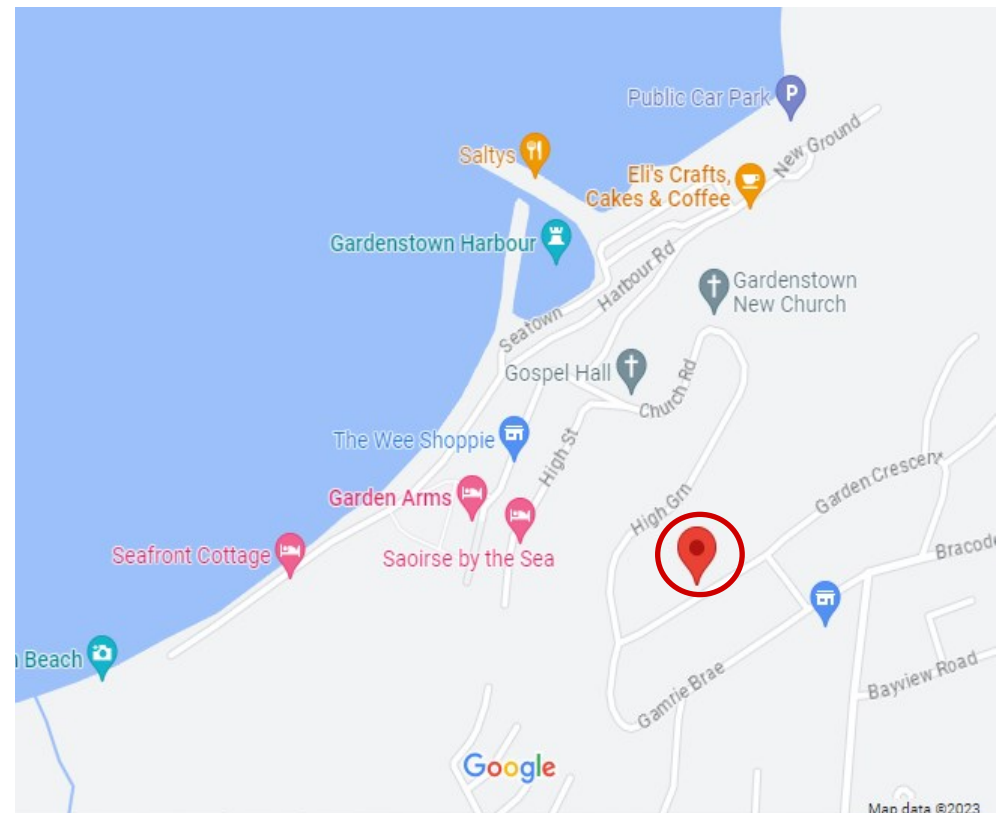 Public Car Park
P
New Ground
Saltys
Eli's Crafts,
Cakes & Coffee
Gardenstown Harbour
Harbour Rd
Gardenstown
New Church
Seatown
Gospel Hall
Church Rd
The Wee Shoppie
High St
Garden Crescen
Garden Arms
High Grn
Saoirse by the Sea
Seafront Cottage
Bracode
Beach
Bayview Road
Gamrie Brae
Google
Map data ©2023